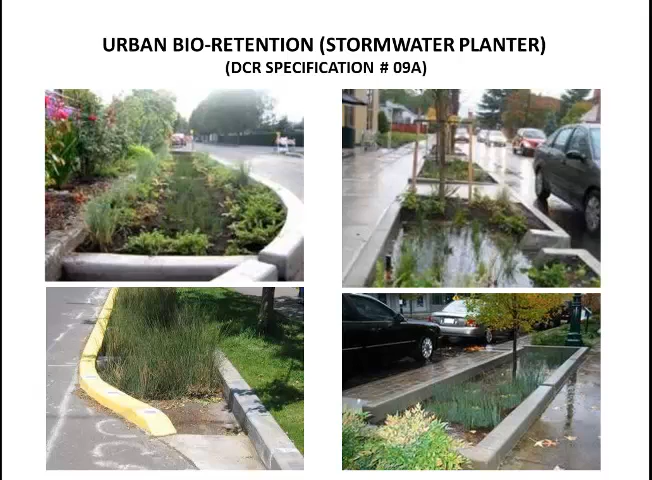 URBAN BIO-RETENTION (STORMWATER PLANTER)
(DCR SPECIFICATION # 09A)